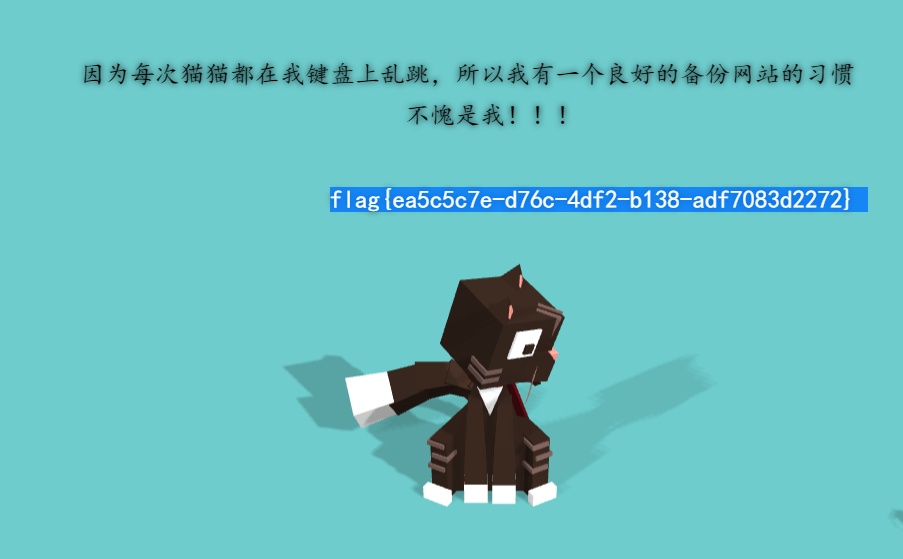 因为每次猫猫都在我键盘上乱跳，所以我有一个良好的备份网站的习惯
不愧是我！！！
flag{ea5c5c7e-d76c-4df2-b138-adf7083d2272}